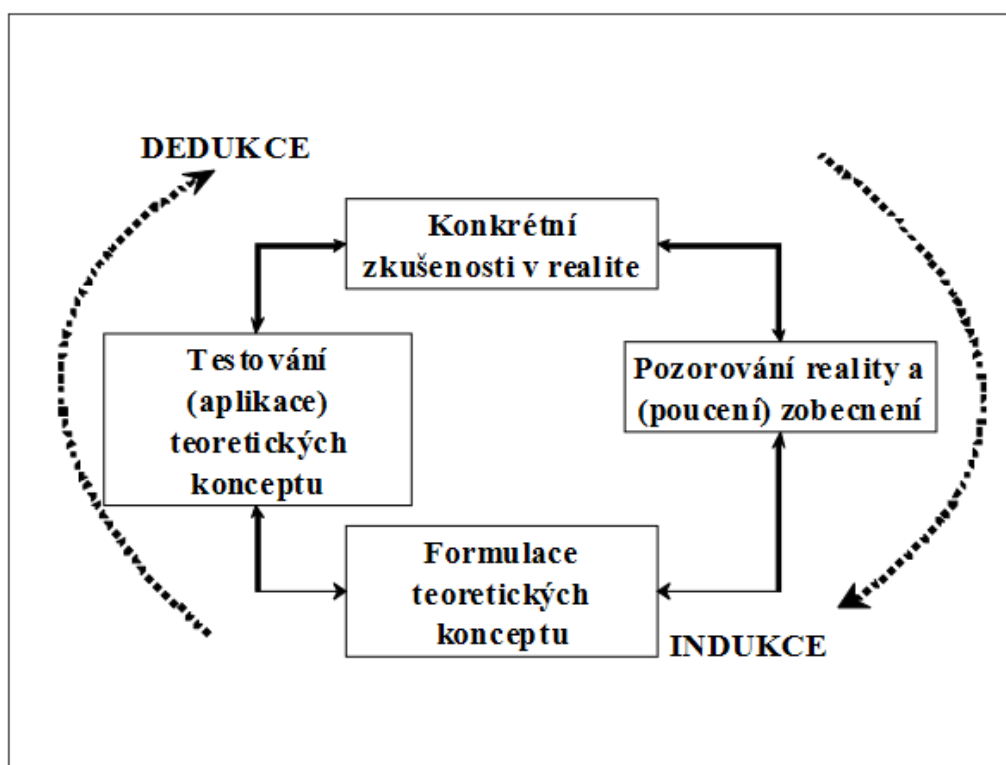 DEDUKCE
Konkrétní
zkušenosti v realite
Testování
(aplikace)
teoretických
konceptu
Pozorování reality a
(poucení) zobecnení
Formulace
teoretických
konceptu
INDUKCE